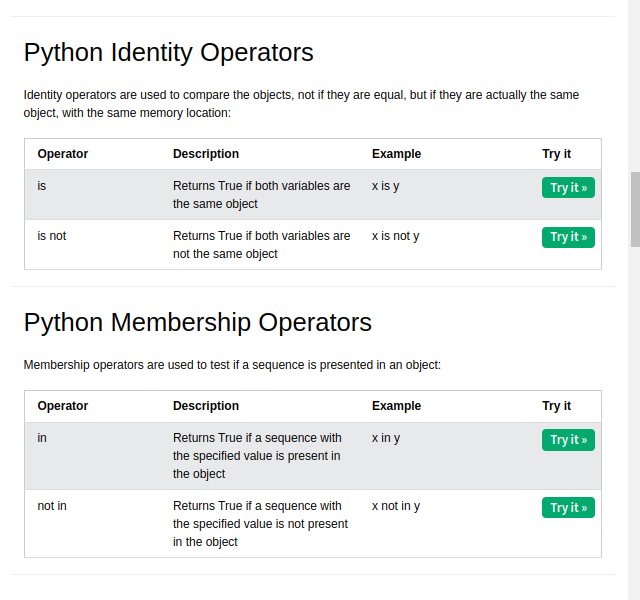 Python Identity Operators
Identity operators are used to compare the objects, not if they are equal, but if they are actually the same
object, with the same memory location:
Operator Description Example Try it
is Returns True if both variables are x is y Try it »
the same object
is not Returns True if both variables are x is not y Try it »
not the same object
Python Membership Operators
Membership operators are used to test if a sequence is presented in an object:
Operator Description Example Try it
in Returns True if a sequence with x in y Try it »
the specified value is present in
the object
not in Returns True if a sequence with x not in y Try it »
the specified value is not present
in the object